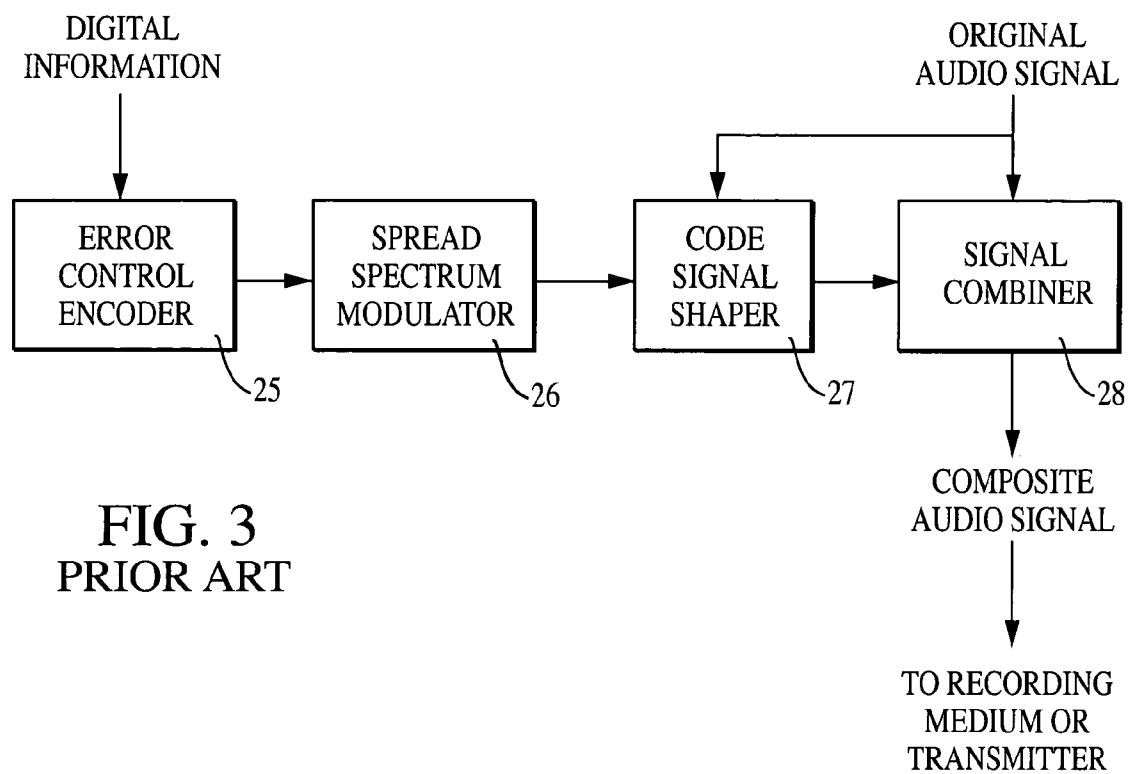 DIGITAL
INFORMATION
ORIGINAL
AUDIO SIGNAL
ERROR
CONTROL
ENCODER
25
SPREAD
SPECTRUM
MODULATOR
26
CODE
SIGNAL
SHAPER
27
SIGNAL
COMBINER
28
COMPOSITE
AUDIO SIGNAL
FIG. 3
PRIOR ART
TO RECORDING
MEDIUM OR
TRANSMITTER